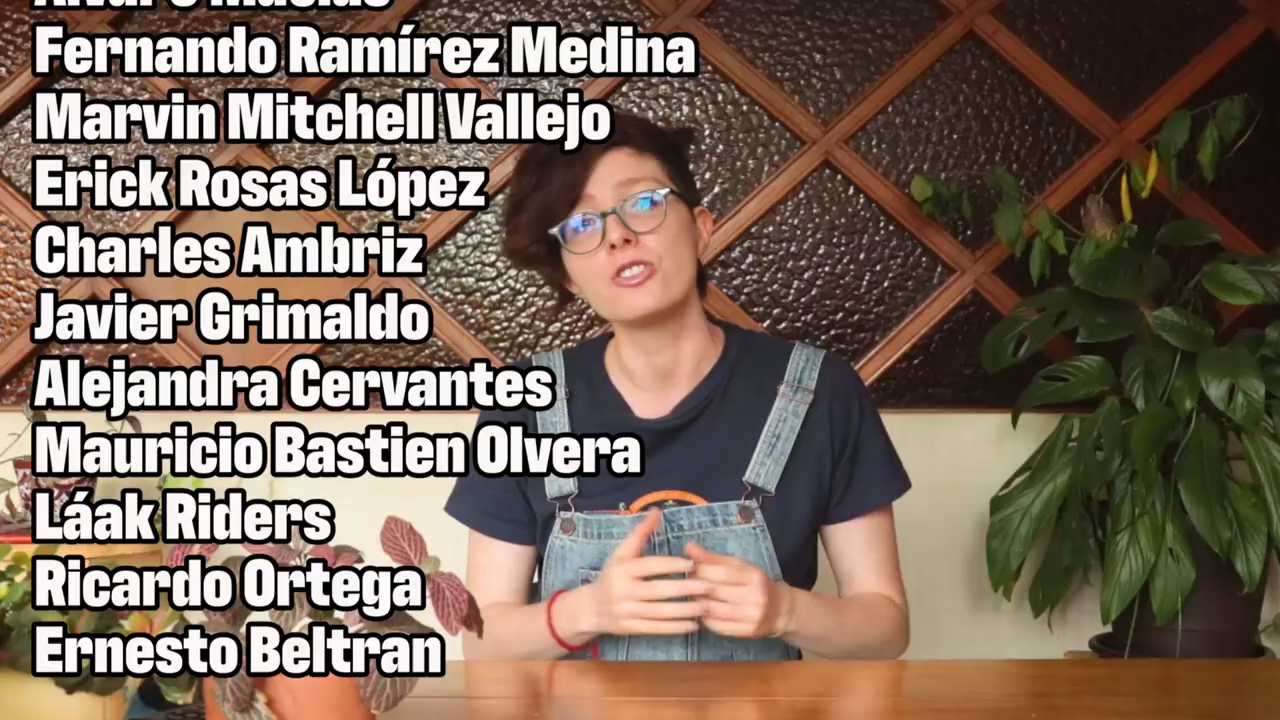 Fernando Ramírez Medina
Marvin Mitchell Vallejo
Erick Rosas López
Charles Ambriz
Javier Grimaldo
Alejandra Cervantes
Mauricio Bastien Olvera
Láak Riders
Ricardo Ortega
Ernesto Beltran